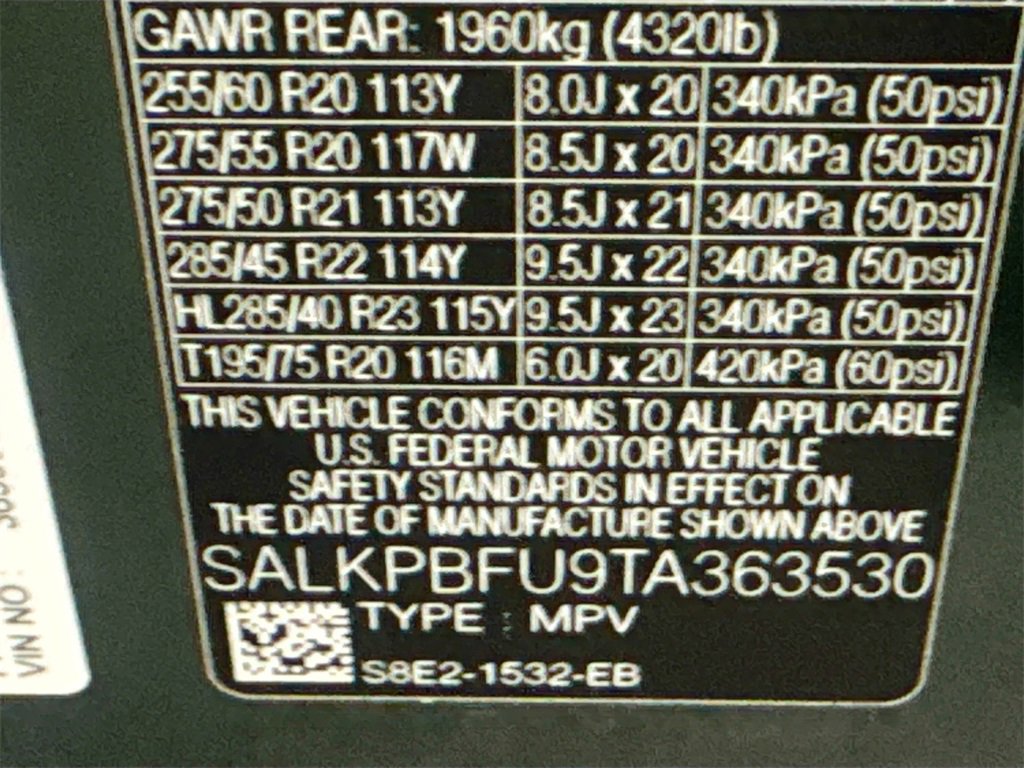 GAWR REAR: 1960kg (4320lb)
255/60 R20 113Y 8.0J x 20 340kPa (50psi)
275/55 R20 117W 8.5J x 20 340kPa (50psi)
275/50 R21 113Y 8.5J x 21 340kPa (50psi)
285/45 R22 114Y 9.5J x 22 340kPa (50psi)
HL285/40 R23 115Y 9.5J x 23 340kPa (50psi)
T195/75 R20 116M 6.0J x 20 420kPa (60psi)
THIS VEHICLE CONFORMS TO ALL APPLICABLE
U.S. FEDERAL MOTOR VEHICLE
SAFETY STANDARDS IN EFFECT ON
THE DATE OF MANUFACTURE SHOWN ABOVE
SALKPBFU9TA363530
TYPE : MPV
S8E2-1532-EB
VIN NO :